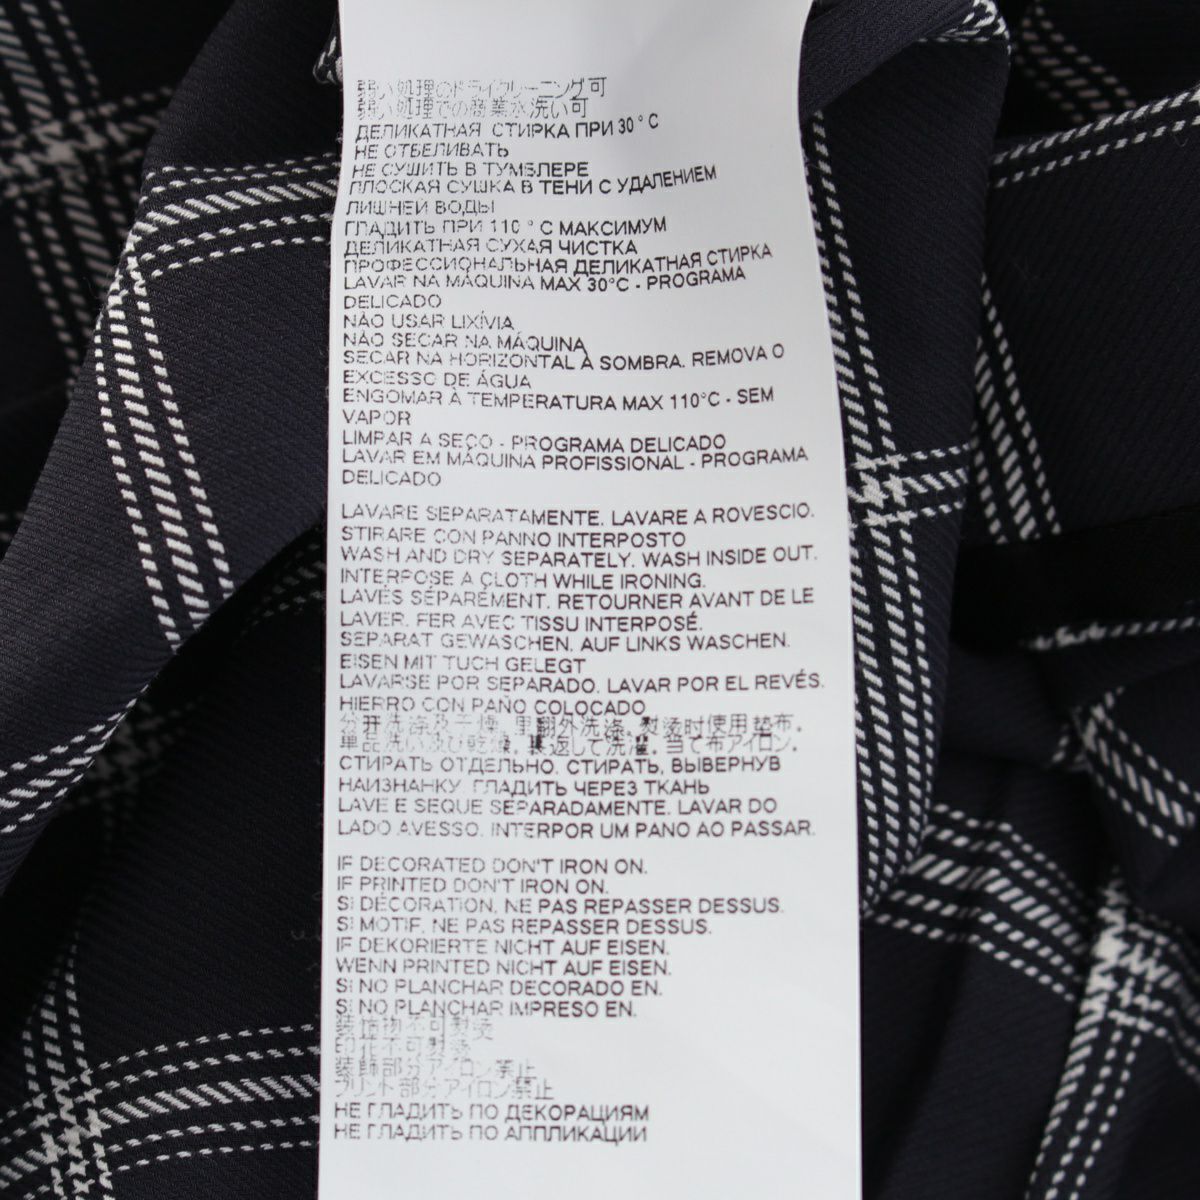 弱い処理のドライクリーニング可
弱い処理での商業水洗い可
ДЕЛИКАТНАЯ СТИРКА ПРИ 30 ° C
НЕ ОТБЕЛИВАТЬ
НЕ СУШИТЬ В ТУМБЛЕРЕ
ПЛОСКАЯ СУШКА В ТЕНИ С УДАЛЕНИЕМ
ЛИШНЕЙ ВОДЫ
ГЛАДИТЬ ПРИ 110 ° С МАКСИМУМ
ДЕЛИКАТНАЯ СУХАЯ ЧИСТКА
ПРОФЕССИОНАЛЬНАЯ ДЕЛИКАТНАЯ СТИРКА
LAVAR NA MÁQUINA MAX 30°C - PROGRAMA
DELICADO
NÃO USAR LIXÍVIA
NÃO SECAR NA MÁQUINA
SECAR NA HORIZONTAL À SOMBRA. REMOVA O
EXCESSO DE ÁGUA
ENGOMAR À TEMPERATURA MAX 110°C - SEM
VAPOR
LIMPAR A SECO - PROGRAMA DELICADO
LAVAR EM MÁQUINA PROFISSIONAL - PROGRAMA
DELICADO
LAVARE SEPARATAMENTE. LAVARE A ROVESCIO.
STIRARE CON PANNO INTERPOSTO
WASH AND DRY SEPARATELY. WASH INSIDE OUT.
INTERPOSE A CLOTH WHILE IRONING.
LAVÉS SÉPARÉMENT. RETOURNER AVANT DE LE
LAVER. FER AVEC TISSU INTERPOSÉ.
SEPARAT GEWASCHEN. AUF LINKS WASCHEN.
EISEN MIT TUCH GELEGT
LAVARSE POR SEPARADO. LAVAR POR EL REVÉS.
HIERRO CON PAÑO COLOCADO
分开洗涤及干燥。里翻外洗涤。熨烫时使用垫布。
単品洗い及び乾燥。裏返して洗濯。当て布アイロン。
СТИРАТЬ ОТДЕЛЬНО. СТИРАТЬ, ВЫВЕРНУВ
НАИЗНАНКУ. ГЛАДИТЬ ЧЕРЕЗ ТКАНЬ
LAVE E SEQUE SEPARADAMENTE. LAVAR DO
LADO AVESSO. INTERPOR UM PANO AO PASSAR.
IF DECORATED DON'T IRON ON.
IF PRINTED DON'T IRON ON.
SI DÉCORATION, NE PAS REPASSER DESSUS.
SI MOTIF, NE PAS REPASSER DESSUS.
IF DEKORIERTE NICHT AUF EISEN.
WENN PRINTED NICHT AUF EISEN.
SI NO PLANCHAR DECORADO EN.
SI NO PLANCHAR IMPRESO EN.
装饰物不可熨烫
印花不可熨烫
装飾部分アイロン禁止
プリント部分アイロン禁止
НЕ ГЛАДИТЬ ПО ДЕКОРАЦИЯМ
НЕ ГЛАДИТЬ ПО АППЛИКАЦИИ